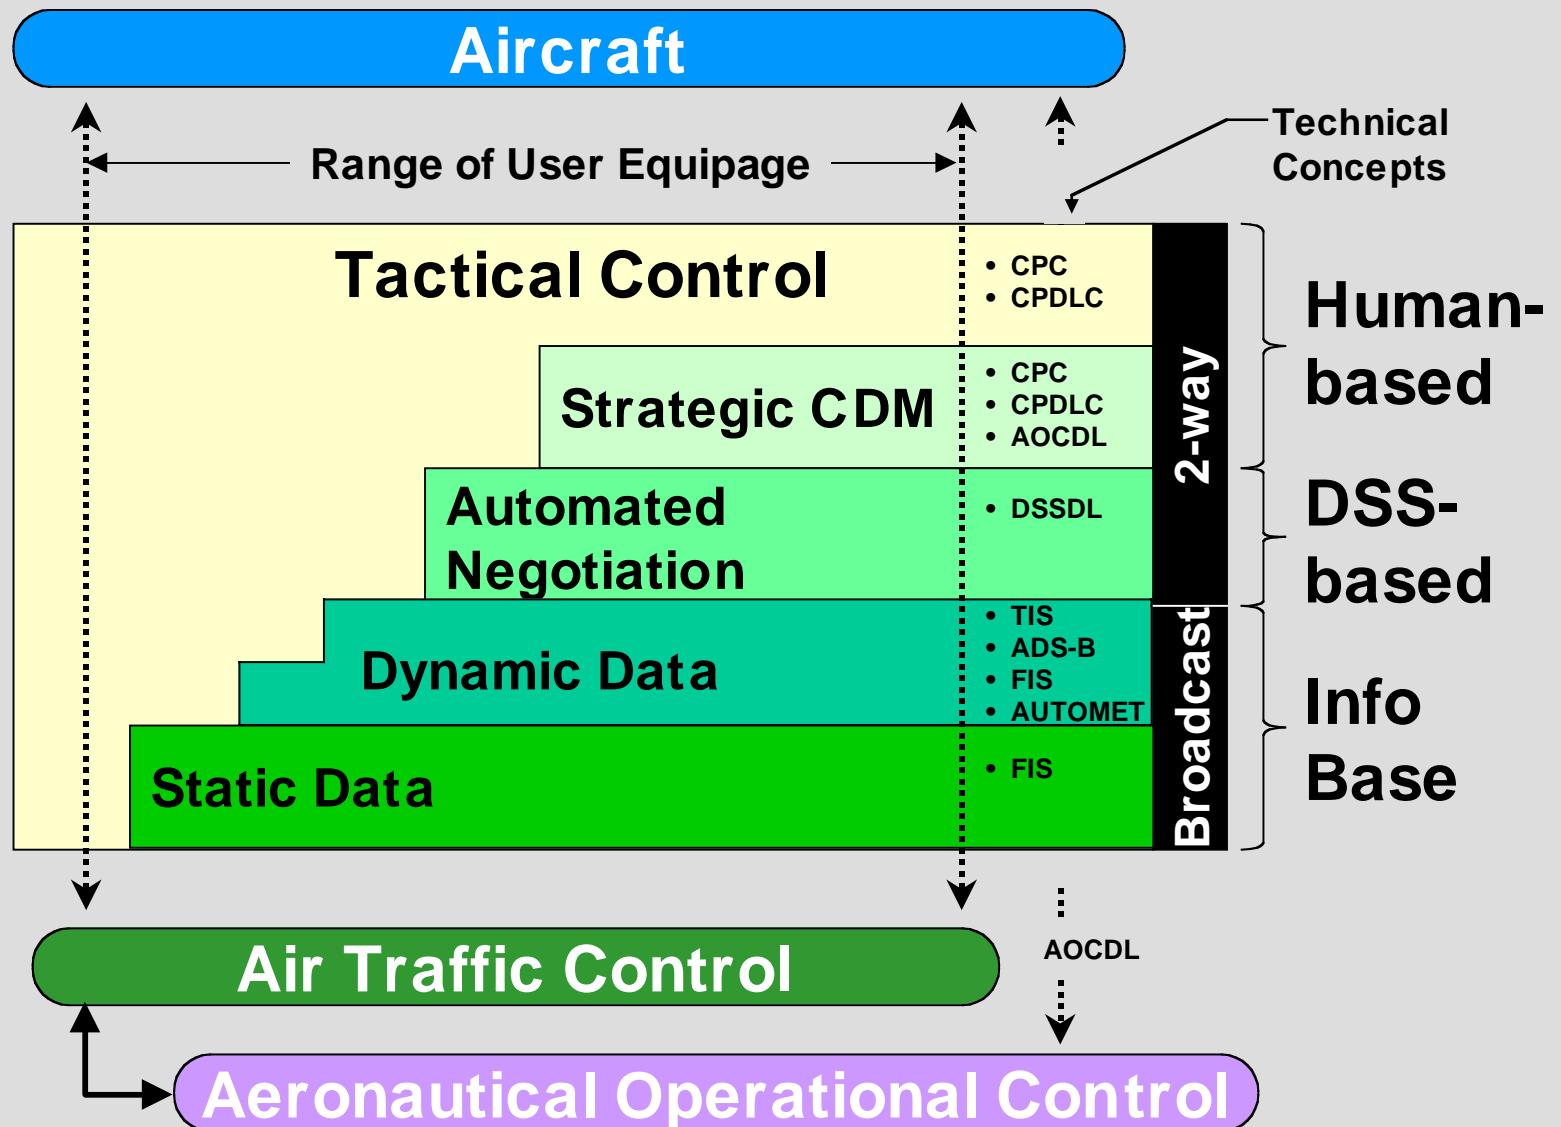 Aircraft
Range of User Equipage
Technical
Concepts
Tactical Control
• CPC
• CPDLC
Strategic CDM
• CPC
• CPDLC
• AOCDL
Automated
Negotiation
• DSSDL
Dynamic Data
• TIS
• ADS-B
• FIS
• AUTOMET
Static Data
• FIS
2-way
Broadcast
Human-
based
DSS-
based
Info
Base
Air Traffic Control
AOCDL
Aeronautical Operational Control